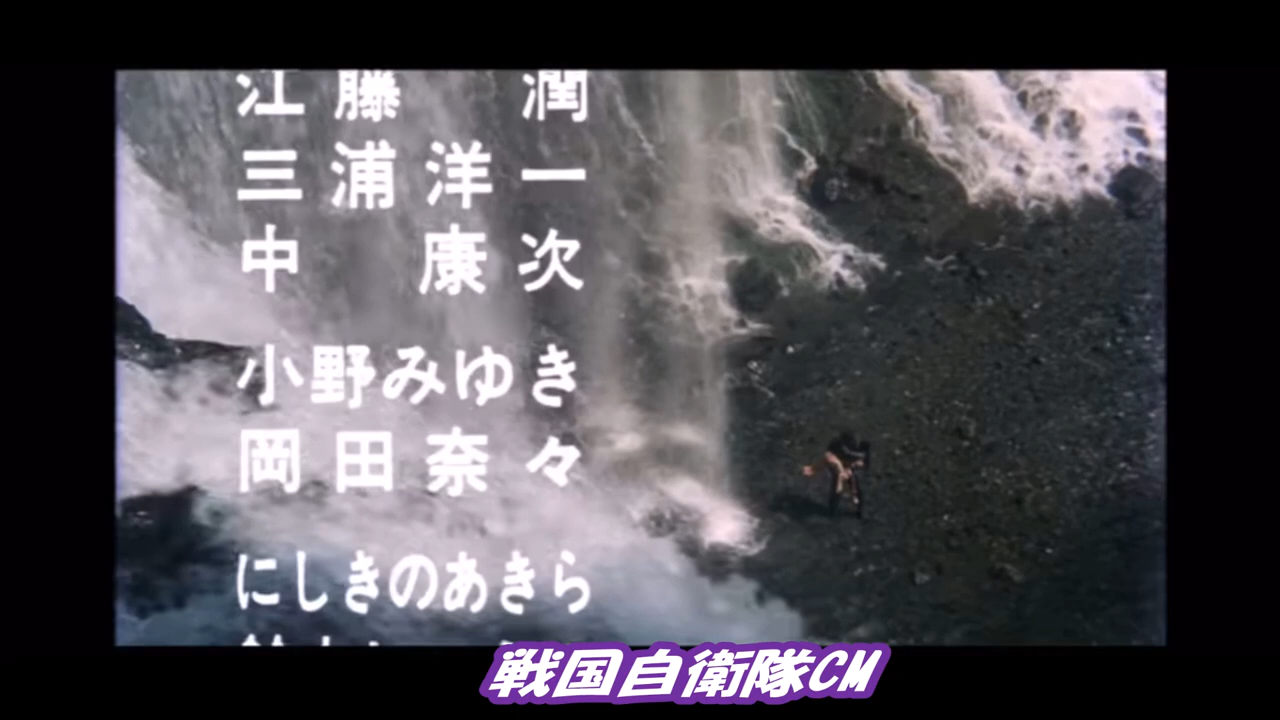 江藤 潤
三浦洋一
中 康次
小野みゆき
岡田奈々
にしきのあきら
戦国自衛隊CM